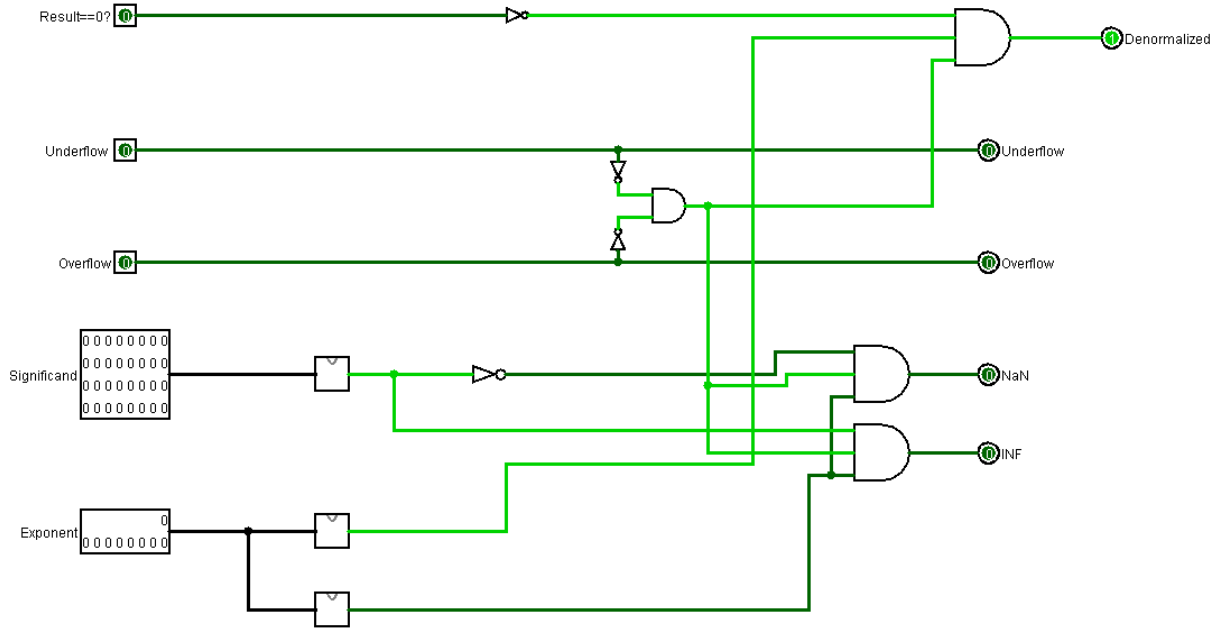 Result==0? 0
1 Denormalized
Underflow 0
0 Underflow
Overflow 0
0 Overflow
0 0 0 0 0 0 0 0
0 0 0 0 0 0 0 0
Significand
0 0 0 0 0 0 0 0
0 0 0 0 0 0 0 0
0 NaN
0 INF
0
Exponent
0 0 0 0 0 0 0 0